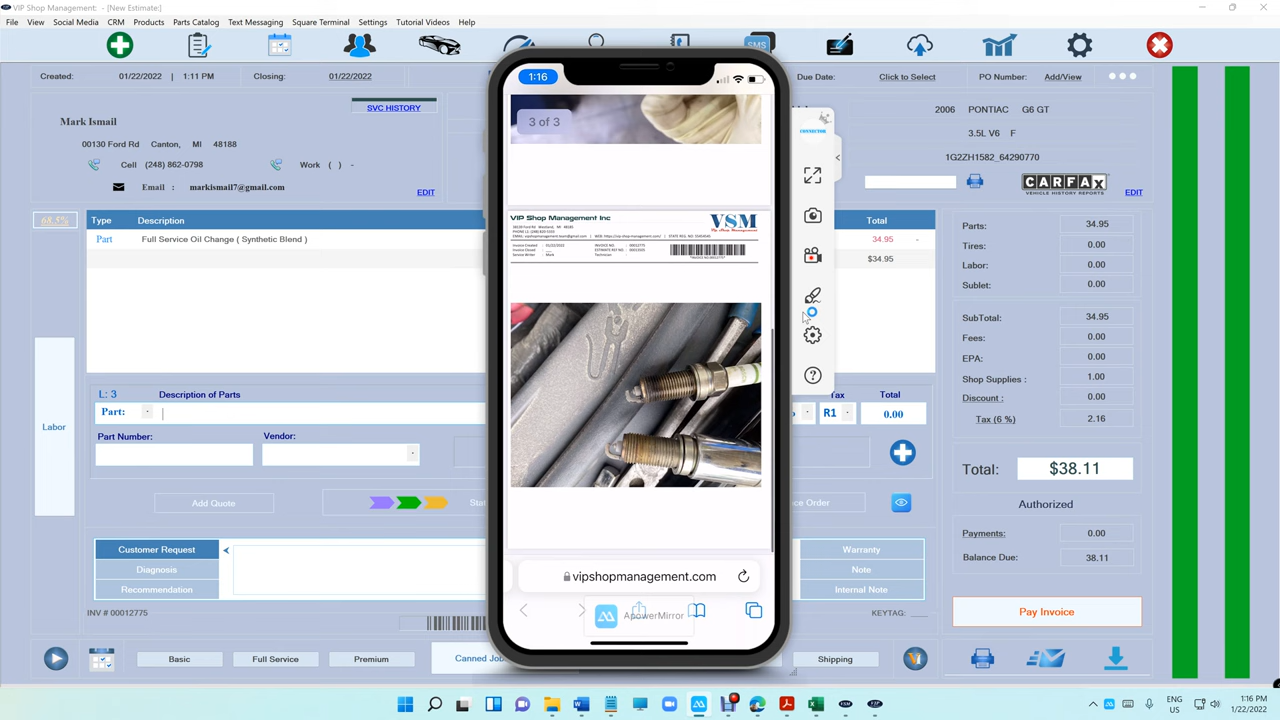 VIP Shop Management: - [New Estimate:]
File View Social Media CRM Products Parts Catalog Text Messaging Square Terminal Settings Tutorial Videos Help
SMS
Created: 01/22/2022 1:11 PM Closing: 01/22/2022
Due Date: Click to Select PO Number: Add/View
SVC HISTORY
Mark Ismail
00130 Ford Rd Canton, MI 48188
Cell (248) 862-0798 Work ( ) -
Email : markismail7@gmail.com
EDIT
2006 PONTIAC G6 GT
3.5L V6 F
1G2ZH1582_64290770
CARFAX
VEHICLE HISTORY REPORTS
EDIT
68.5%
Type Description
Total
Part Full Service Oil Change ( Synthetic Blend )
34.95 -
$34.95
Parts: 34.95
Tires: 0.00
Labor: 0.00
Sublet: 0.00
SubTotal: 34.95
Fees: 0.00
EPA: 0.00
Shop Supplies : 1.00
Discount : 0.00
Tax (6 %) 2.16
Total: $38.11
Authorized
Payments: 0.00
Balance Due: 38.11
Pay Invoice
Labor
L: 3 Description of Parts
Part:
Tax Total
R1 0.00
Part Number: Vendor:
Add Quote
Customer Request
Diagnosis
Recommendation
Warranty
Note
Internal Note
INV # 00012775
KEYTAG: ____
Basic Full Service Premium
Shipping
1:16
3 of 3
VIP Shop Management Inc
VSM
vipshopmanagement.com
ApowerMirror
ENG
US
1:16 PM
1/22/2022